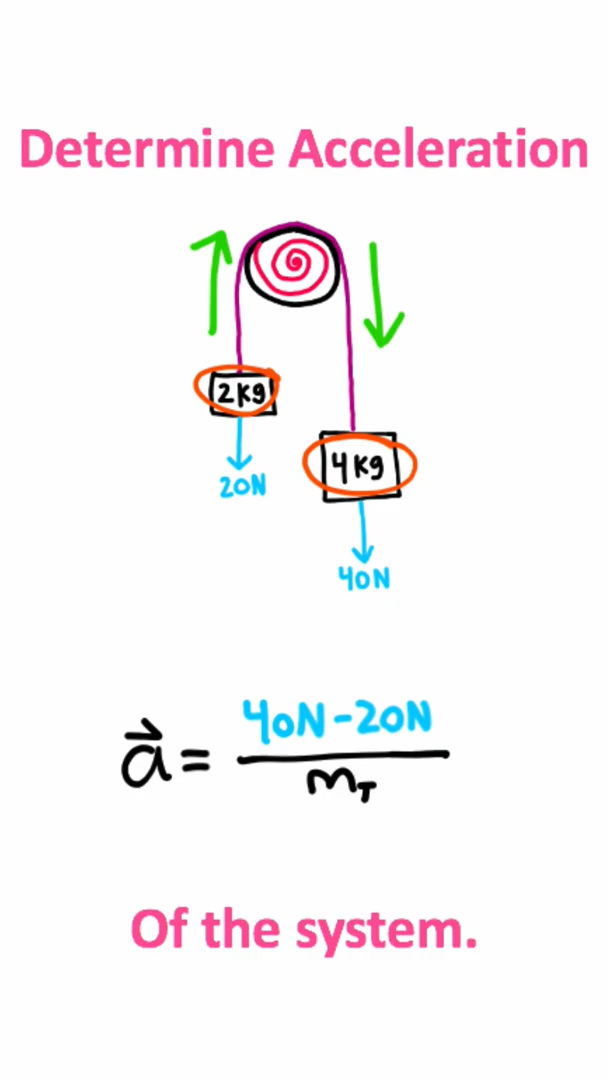 Determine Acceleration
2kg
4kg
20N
40N
a⃗ = 40N-20N
m_T
Of the system.